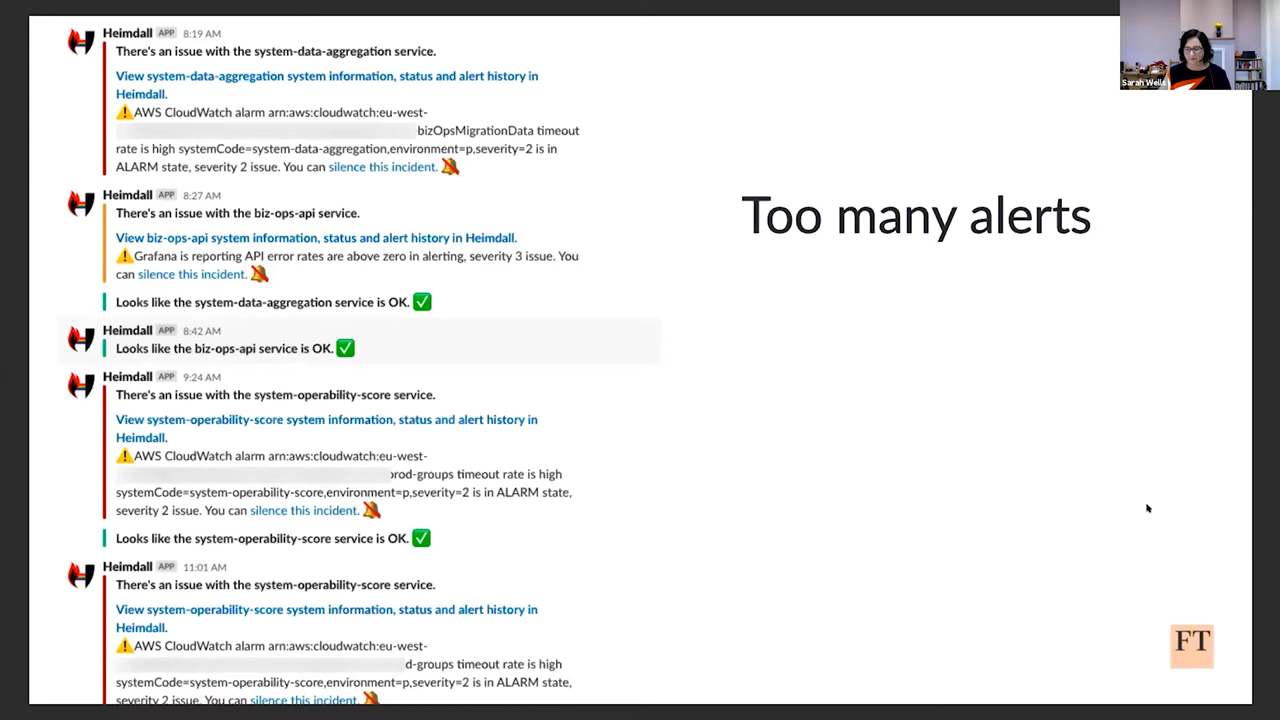 Heimdall APP 8:19 AM
There's an issue with the system-data-aggregation service.
View system-data-aggregation system information, status and alert history in
Heimdall.
AWS CloudWatch alarm arn:aws:cloudwatch:eu-west-
bizOpsMigrationData timeout
rate is high systemCode=system-data-aggregation,environment=p,severity=2 is in
ALARM state, severity 2 issue. You can silence this incident.
Heimdall APP 8:27 AM
There's an issue with the biz-ops-api service.
View biz-ops-api system information, status and alert history in Heimdall.
Grafana is reporting API error rates are above zero in alerting, severity 3 issue. You
can silence this incident.
Looks like the system-data-aggregation service is OK.
Heimdall APP 8:42 AM
Looks like the biz-ops-api service is OK.
Heimdall APP 9:24 AM
There's an issue with the system-operability-score service.
View system-operability-score system information, status and alert history in
Heimdall.
AWS CloudWatch alarm arn:aws:cloudwatch:eu-west-
prod-groups timeout rate is high
systemCode=system-operability-score,environment=p,severity=2 is in ALARM state,
severity 2 issue. You can silence this incident.
Looks like the system-operability-score service is OK.
Heimdall APP 11:01 AM
There's an issue with the system-operability-score service.
View system-operability-score system information, status and alert history in
Heimdall.
AWS CloudWatch alarm arn:aws:cloudwatch:eu-west-
d-groups timeout rate is high
systemCode=system-operability-score,environment=p,severity=2 is in ALARM state,
severity 2 issue. You can silence this incident.
Too many alerts
Sarah Wells
FT